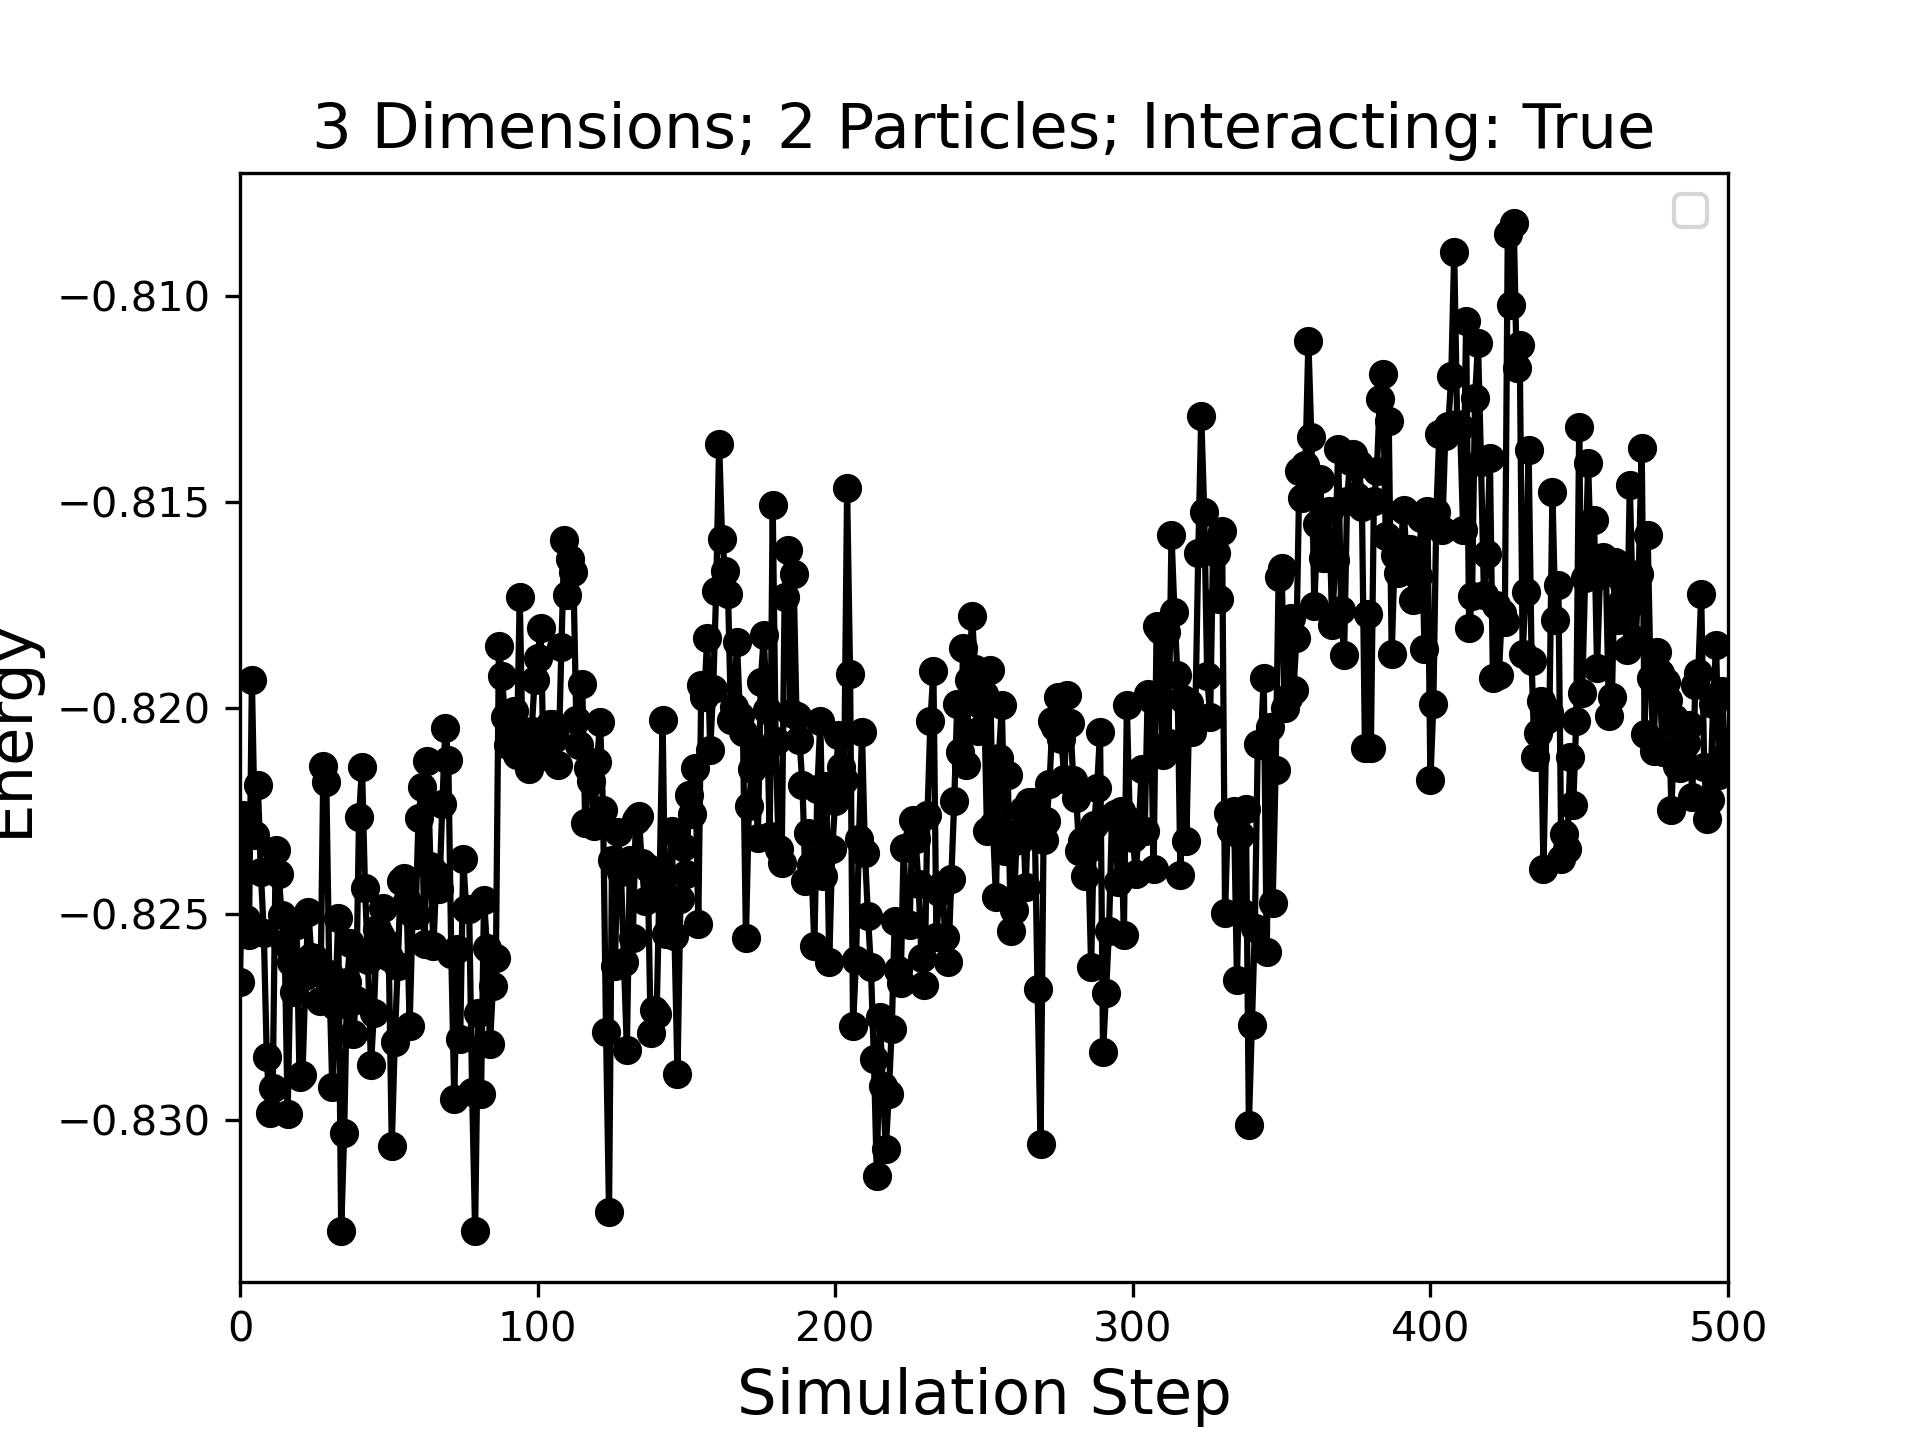 3 Dimensions; 2 Particles; Interacting: True
Energy
−0.810
−0.815
−0.820
−0.825
−0.830
0 100 200 300 400 500
Simulation Step